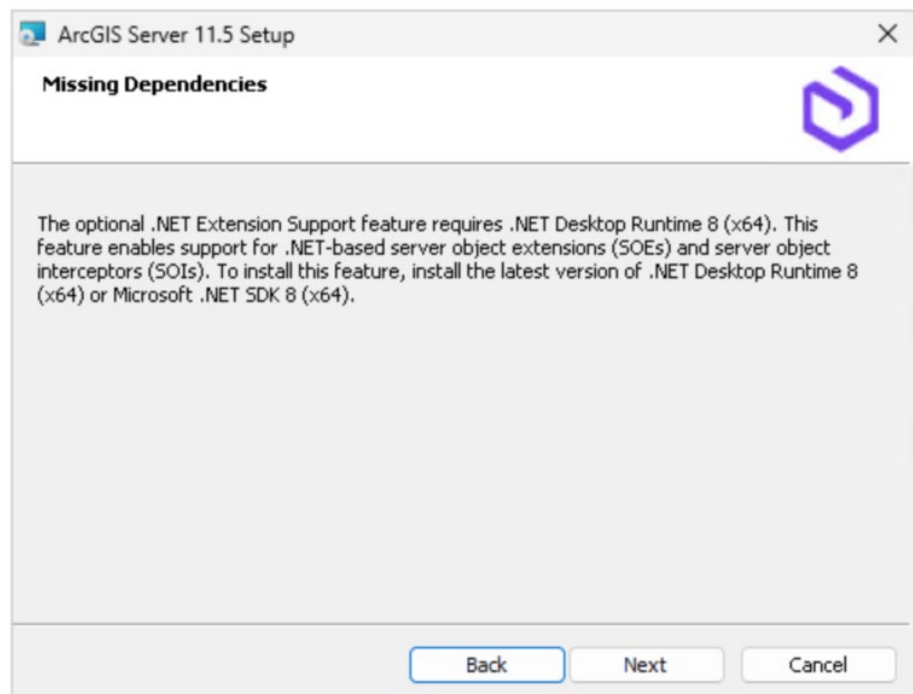 ArcGIS Server 11.5 Setup
Missing Dependencies
The optional .NET Extension Support feature requires .NET Desktop Runtime 8 (x64). This
feature enables support for .NET-based server object extensions (SOEs) and server object
interceptors (SOIs). To install this feature, install the latest version of .NET Desktop Runtime 8
(x64) or Microsoft .NET SDK 8 (x64).
Back Next Cancel